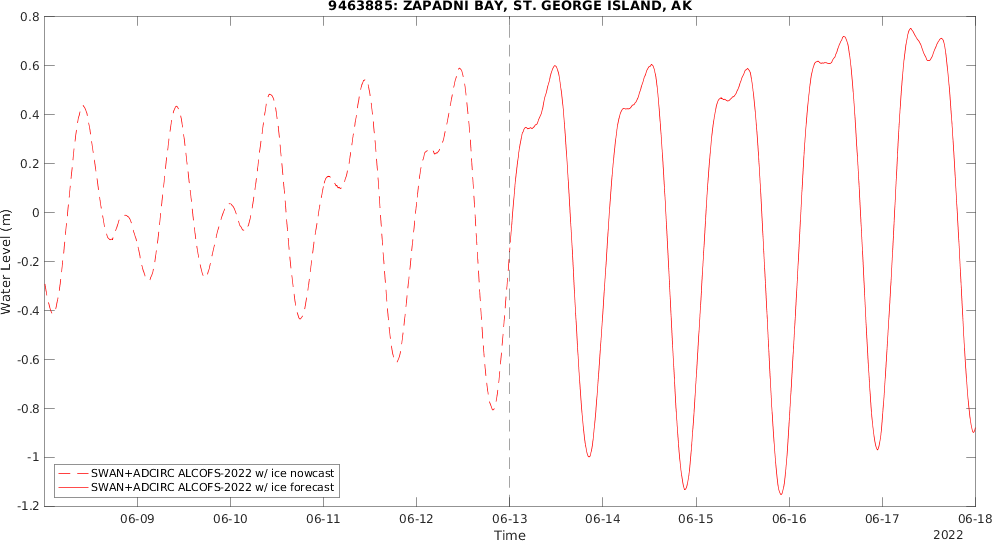 9463885: ZAPADNI BAY, ST. GEORGE ISLAND, AK
0.8
0.6
0.4
0.2
0
-0.2
-0.4
-0.6
-0.8
-1
-1.2
Water Level (m)
SWAN+ADCIRC ALCOFS-2022 w/ ice nowcast
SWAN+ADCIRC ALCOFS-2022 w/ ice forecast
06-09 06-10 06-11 06-12 06-13 06-14 06-15 06-16 06-17 06-18
Time
2022